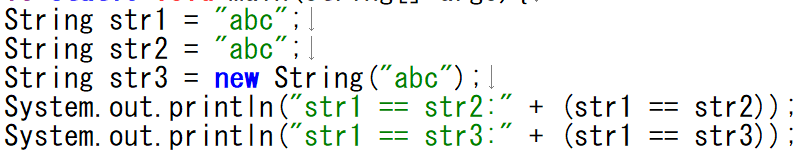 String str1 = "abc";↓
String str2 = "abc";↓
String str3 = new String("abc");↓
System.out.println("str1 == str2:" + (str1 == str2));
System.out.println("str1 == str3:" + (str1 == str3));